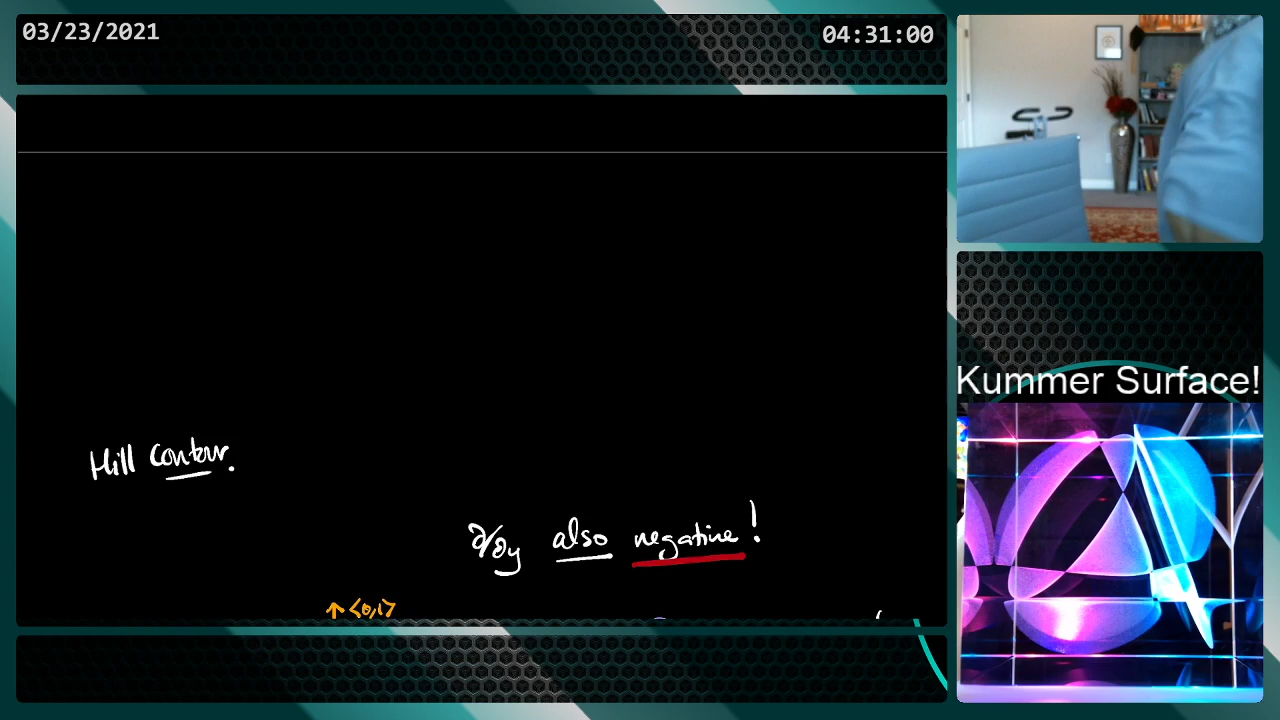 03/23/2021
04:31:00
Kummer Surface!
Hill Contour.
∂/∂y also negative!
↑ <0,1>